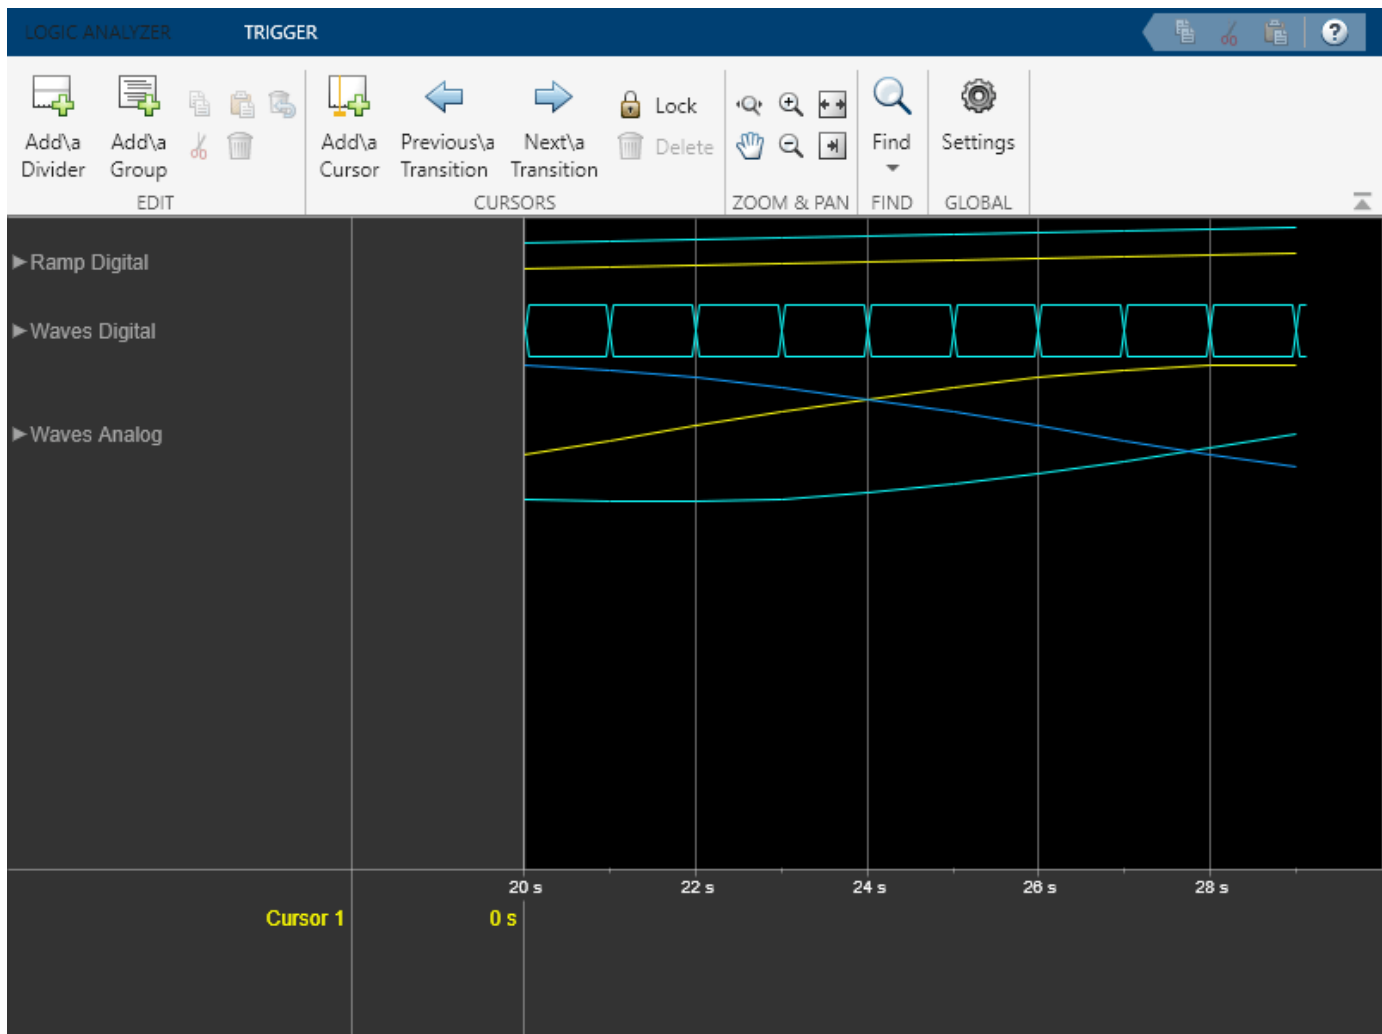 LOGIC ANALYZER TRIGGER
?
Add\a Divider
Add\a Group
EDIT
Add\a Cursor
Previous\a Transition
Next\a Transition
Lock
Delete
CURSORS
ZOOM & PAN
Find
FIND
Settings
GLOBAL
Ramp Digital
Waves Digital
Waves Analog
20 s 22 s 24 s 26 s 28 s
Cursor 1 0 s